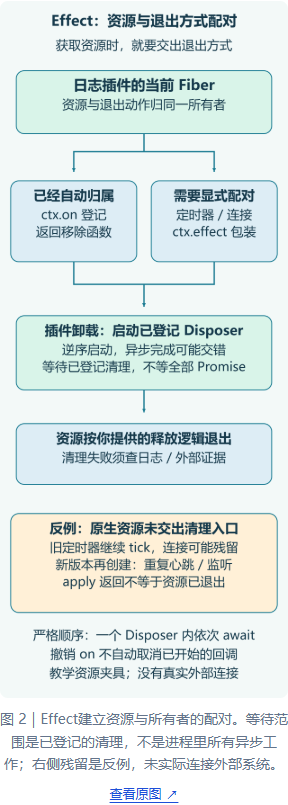 Effect：资源与退出方式配对
获取资源时，就要交出退出方式
日志插件的当前 Fiber
资源与退出动作归同一所有者
已经自动归属
ctx.on 登记
返回移除函数
需要显式配对
定时器 / 连接
ctx.effect 包装
插件卸载：启动已登记 Disposer
逆序启动，异步完成可能交错
等待已登记清理，不等全部 Promise
资源按你提供的释放逻辑退出
清理失败须查日志 / 外部证据
反例：原生资源未交出清理入口
旧定时器继续 tick，连接可能残留
新版本再创建：重复心跳 / 监听
apply 返回不等于资源已退出
严格顺序：一个 Disposer 内依次 await
撤销 on 不自动取消已开始的回调
教学资源夹具；没有真实外部连接
图 2｜Effect建立资源与所有者的配对。等待范
围是已登记的清理，不是进程里所有异步工
作；右侧残留是反例，未实际连接外部系统。
查看原图 ↗